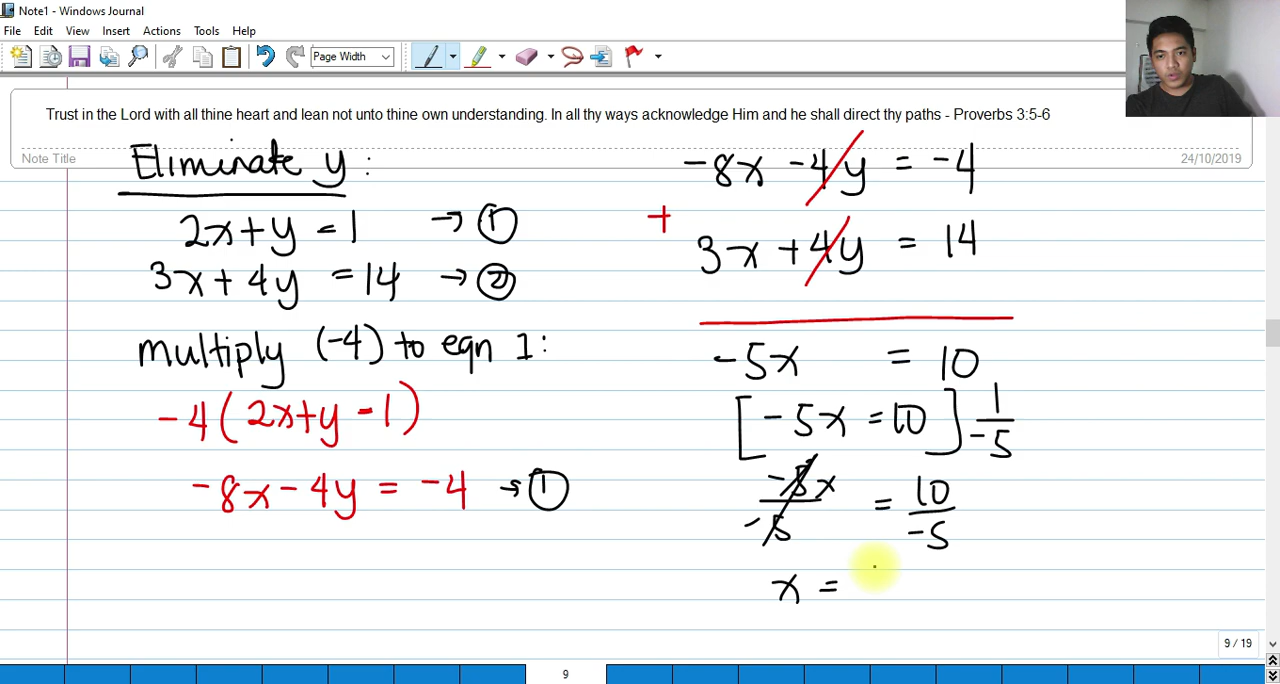 Note1 - Windows Journal
File Edit View Insert Actions Tools Help
Page Width
Trust in the Lord with all thine heart and lean not unto thine own understanding. In all thy ways acknowledge Him and he shall direct thy paths - Proverbs 3:5-6
Note Title
24/10/2019
Eliminate y:
2x+y=1 → ①
3x+4y=14 → ②
multiply (-4) to eqn 1:
-4(2x+y-1)
-8x-4y=-4 → ①
-8x-4y=-4
+
3x+4y=14
-5x=10
[-5x=10] 1/-5
-5x/-5=10/-5
x=
9 / 19
9